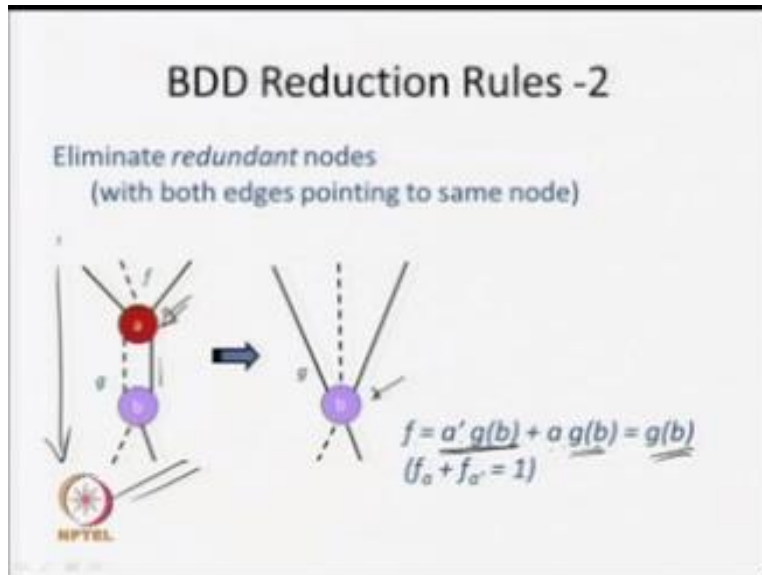 BDD Reduction Rules -2
Eliminate redundant nodes
(with both edges pointing to same node)
f
a
g
b
g
b
f = a' g(b) + a g(b) = g(b)
(fa + fa' = 1)
NPTEL